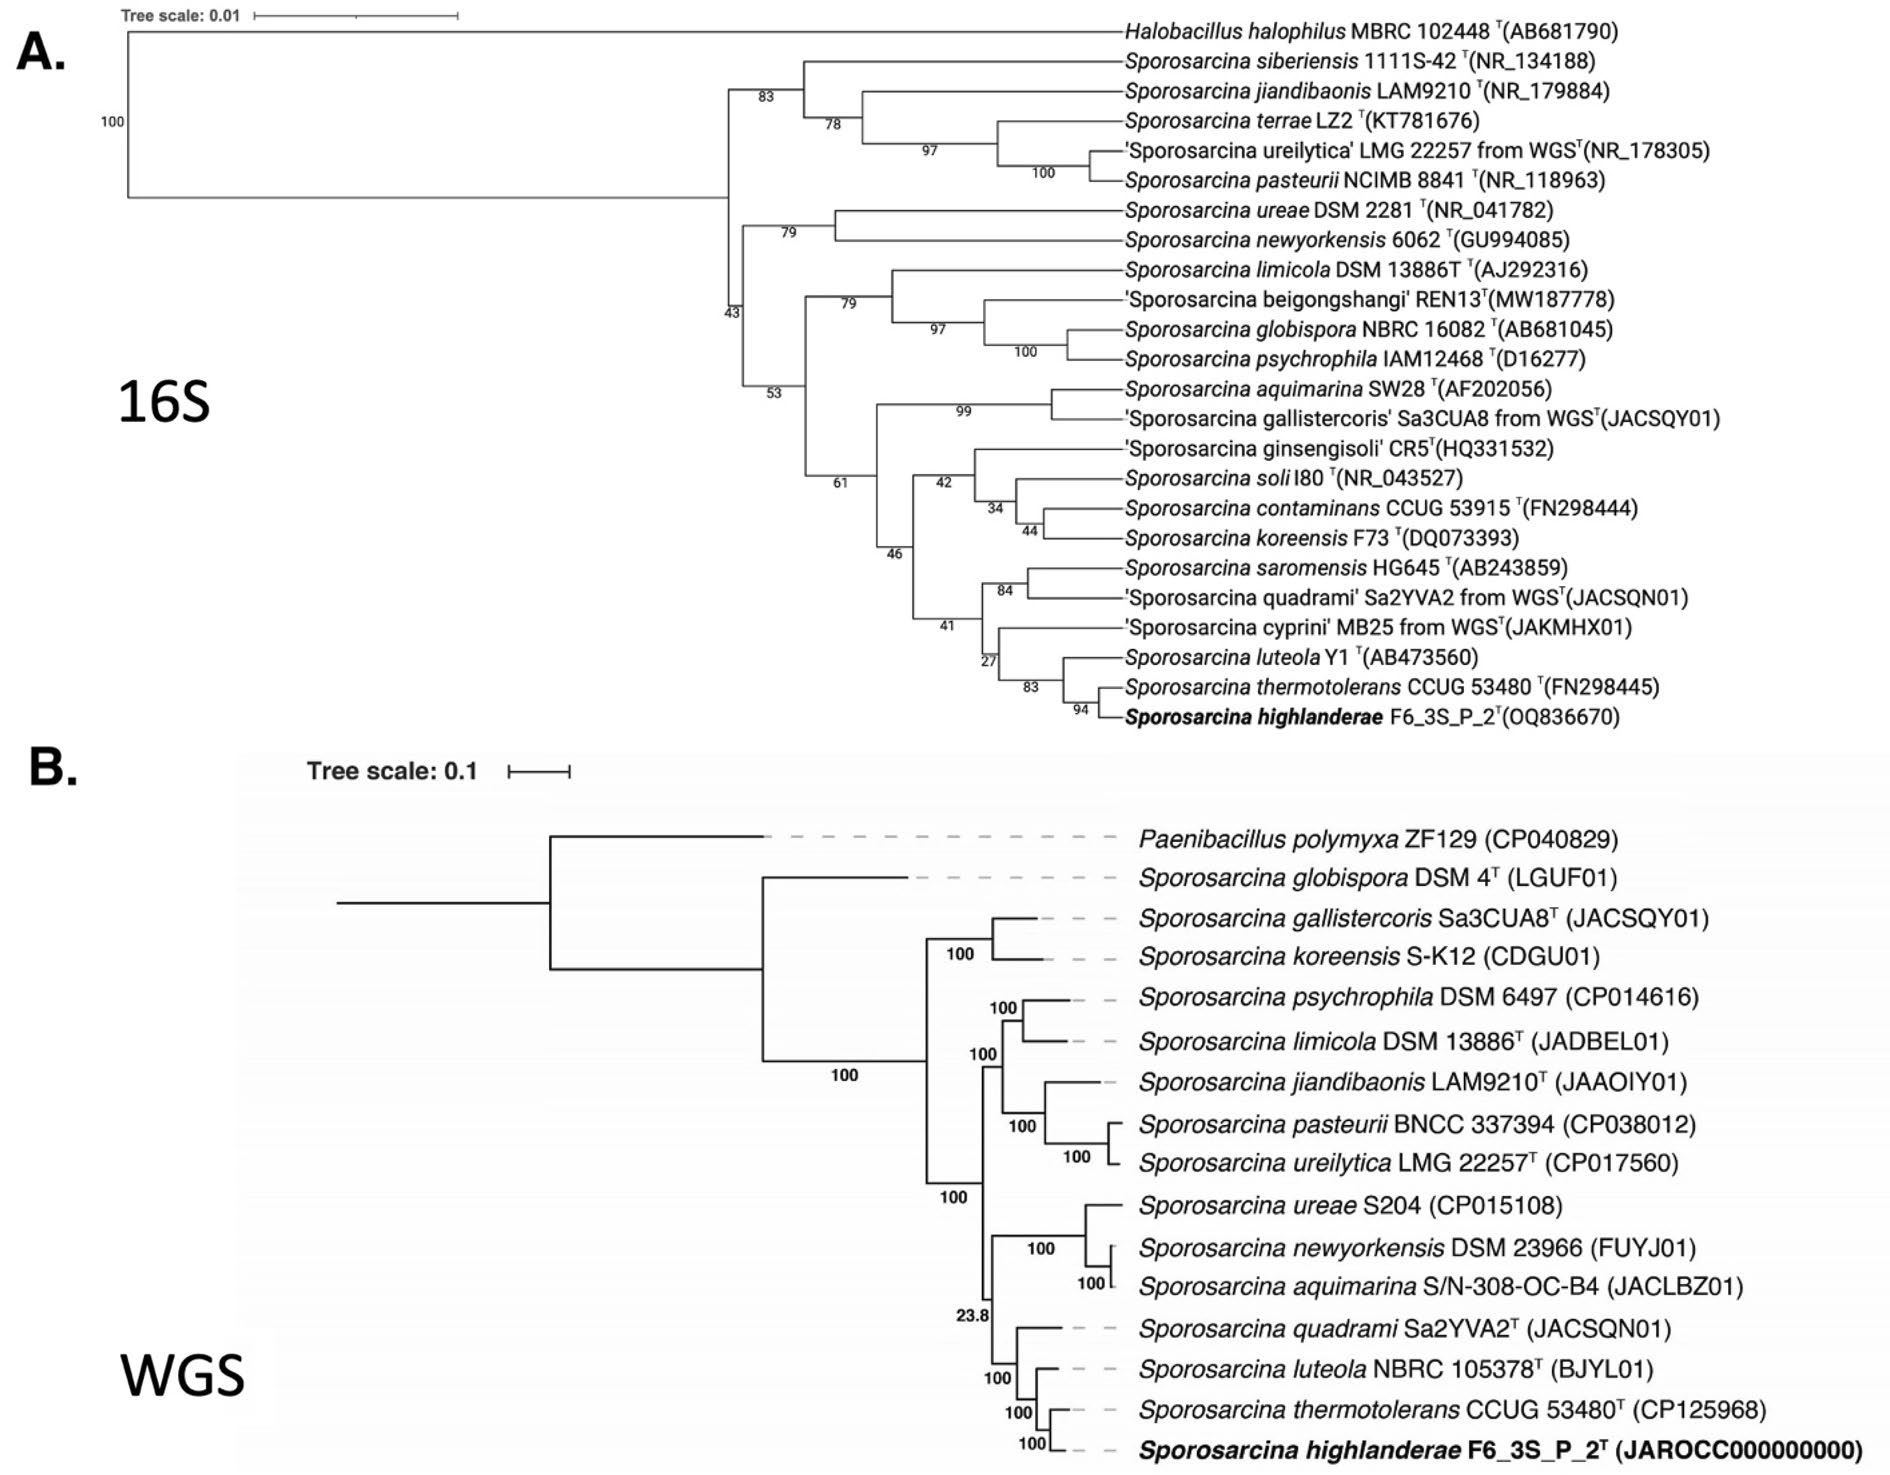 Tree scale: 0.01
A.
Halobacillus halophilus MBRC 102448 T(AB681790)
Sporosarcina siberiensis 1111S-42 T(NR_134188)
83
Sporosarcina jiandibaonis LAM9210 T(NR_179884)
100
78
Sporosarcina terrae LZ2 T(KT781676)
97
'Sporosarcina ureilytica' LMG 22257 from WGST(NR_178305)
100
Sporosarcina pasteurii NCIMB 8841 T(NR_118963)
Sporosarcina ureae DSM 2281 T(NR_041782)
79
Sporosarcina newyorkensis 6062 T(GU994085)
Sporosarcina limicola DSM 13886T T(AJ292316)
79
'Sporosarcina beigongshangi' REN13T(MW187778)
43
97
Sporosarcina globispora NBRC 16082 T(AB681045)
100
Sporosarcina psychrophila IAM12468 T(D16277)
53
Sporosarcina aquimarina SW28 T(AF202056)
16S
99
'Sporosarcina gallistercoris' Sa3CUA8 from WGST(JACSQY01)
'Sporosarcina ginsengisoli' CR5T(HQ331532)
61
42
Sporosarcina soli I80 T(NR_043527)
34
Sporosarcina contaminans CCUG 53915 T(FN298444)
44
Sporosarcina koreensis F73 T(DQ073393)
46
Sporosarcina saromensis HG645 T(AB243859)
84
'Sporosarcina quadrami' Sa2YVA2 from WGST(JACSQN01)
41
'Sporosarcina cyprini' MB25 from WGST(JAKMHX01)
27
Sporosarcina luteola Y1 T(AB473560)
83
Sporosarcina thermotolerans CCUG 53480 T(FN298445)
94
Sporosarcina highlanderae F6_3S_P_2T(OQ836670)
B.
Tree scale: 0.1
Paenibacillus polymyxa ZF129 (CP040829)
Sporosarcina globispora DSM 4T (LGUF01)
Sporosarcina gallistercoris Sa3CUA8T (JACSQY01)
100
Sporosarcina koreensis S-K12 (CDGU01)
Sporosarcina psychrophila DSM 6497 (CP014616)
100
Sporosarcina limicola DSM 13886T (JADBEL01)
100
100
Sporosarcina jiandibaonis LAM9210T (JAAOIY01)
Sporosarcina pasteurii BNCC 337394 (CP038012)
100
100
Sporosarcina ureilytica LMG 22257T (CP017560)
100
Sporosarcina ureae S204 (CP015108)
100
Sporosarcina newyorkensis DSM 23966 (FUYJ01)
100
Sporosarcina aquimarina S/N-308-OC-B4 (JACLBZ01)
23.8
Sporosarcina quadrami Sa2YVA2T (JACSQN01)
WGS
100
Sporosarcina luteola NBRC 105378T (BJYL01)
100
Sporosarcina thermotolerans CCUG 53480T (CP125968)
100
Sporosarcina highlanderae F6_3S_P_2T (JAROCC000000000)